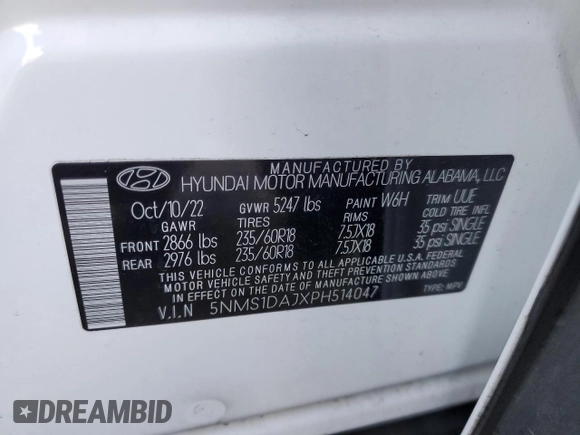 MANUFACTURED BY
HYUNDAI MOTOR MANUFACTURING ALABAMA, LLC
Oct/10/22 GVWR 5247 lbs PAINT W6H TRIM UUE
GAWR TIRES RIMS COLD TIRE INFL
FRONT 2866 lbs 235/60R18 7.5JX18 35 psi SINGLE
REAR 2976 lbs 235/60R18 7.5JX18 35 psi SINGLE
THIS VEHICLE CONFORMS TO ALL APPLICABLE U.S.A. FEDERAL
MOTOR VEHICLE SAFETY AND THEFT PREVENTION STANDARDS
IN EFFECT ON THE DATE OF MANUFACTURE SHOWN ABOVE.
V.I.N 5NMS1DAJXPH514047 TYPE: MPV
DREAMBID